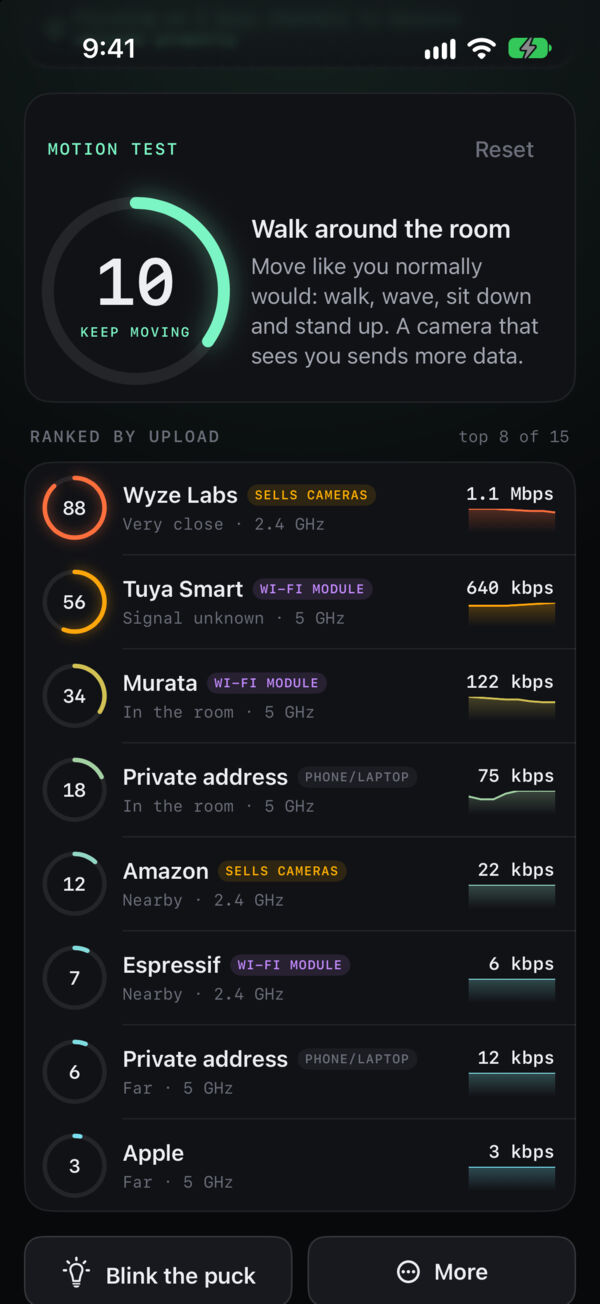 9:41
MOTION TEST
Reset
10
KEEP MOVING
Walk around the room
Move like you normally
would: walk, wave, sit down
and stand up. A camera that
sees you sends more data.
RANKED BY UPLOAD
top 8 of 15
88
Wyze Labs SELLS CAMERAS
1.1 Mbps
Very close · 2.4 GHz
56
Tuya Smart WI-FI MODULE
640 kbps
Signal unknown · 5 GHz
34
Murata WI-FI MODULE
122 kbps
In the room · 5 GHz
18
Private address PHONE/LAPTOP
75 kbps
In the room · 5 GHz
12
Amazon SELLS CAMERAS
22 kbps
Nearby · 2.4 GHz
7
Espressif WI-FI MODULE
6 kbps
Nearby · 2.4 GHz
6
Private address PHONE/LAPTOP
12 kbps
Far · 5 GHz
3
Apple
3 kbps
Far · 5 GHz
Blink the puck
More